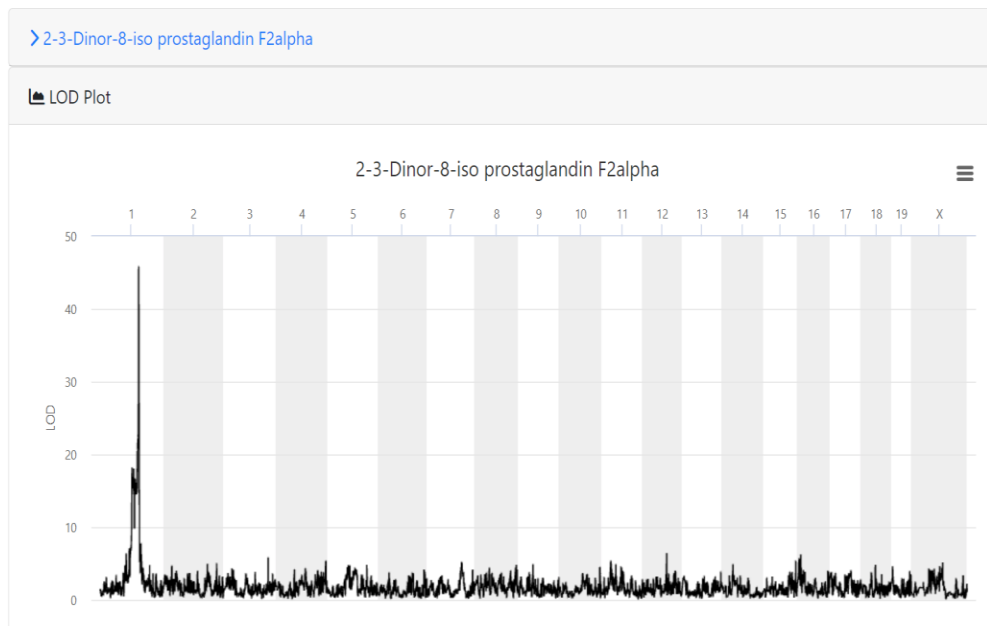 2-3-Dinor-8-iso prostaglandin F2alpha
LOD Plot
2-3-Dinor-8-iso prostaglandin F2alpha
1 2 3 4 5 6 7 8 9 10 11 12 13 14 15 16 17 18 19 X
50
40
30
LOD
20
10
0